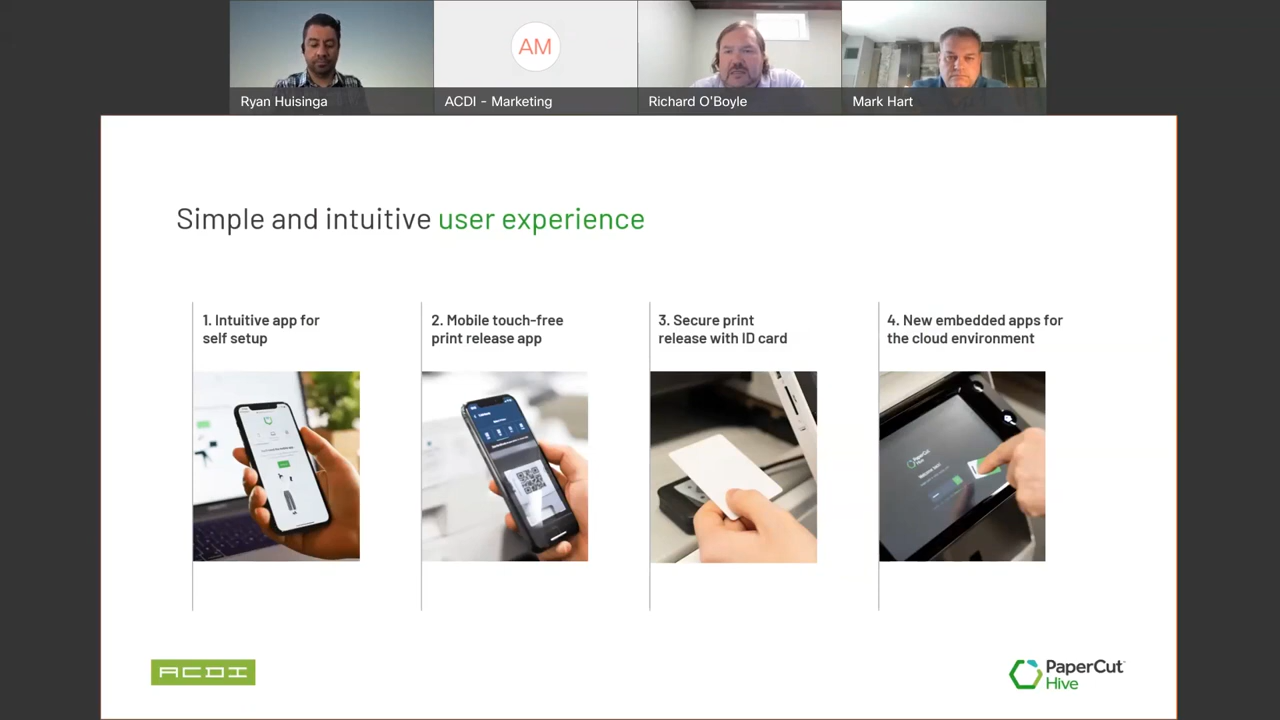 AM
Ryan Huisinga
ACDI - Marketing
Richard O'Boyle
Mark Hart
Simple and intuitive user experience
1. Intuitive app for
self setup
2. Mobile touch-free
print release app
3. Secure print
release with ID card
4. New embedded apps for
the cloud environment
PaperCut
Hive
ACDI
PaperCut
Hive